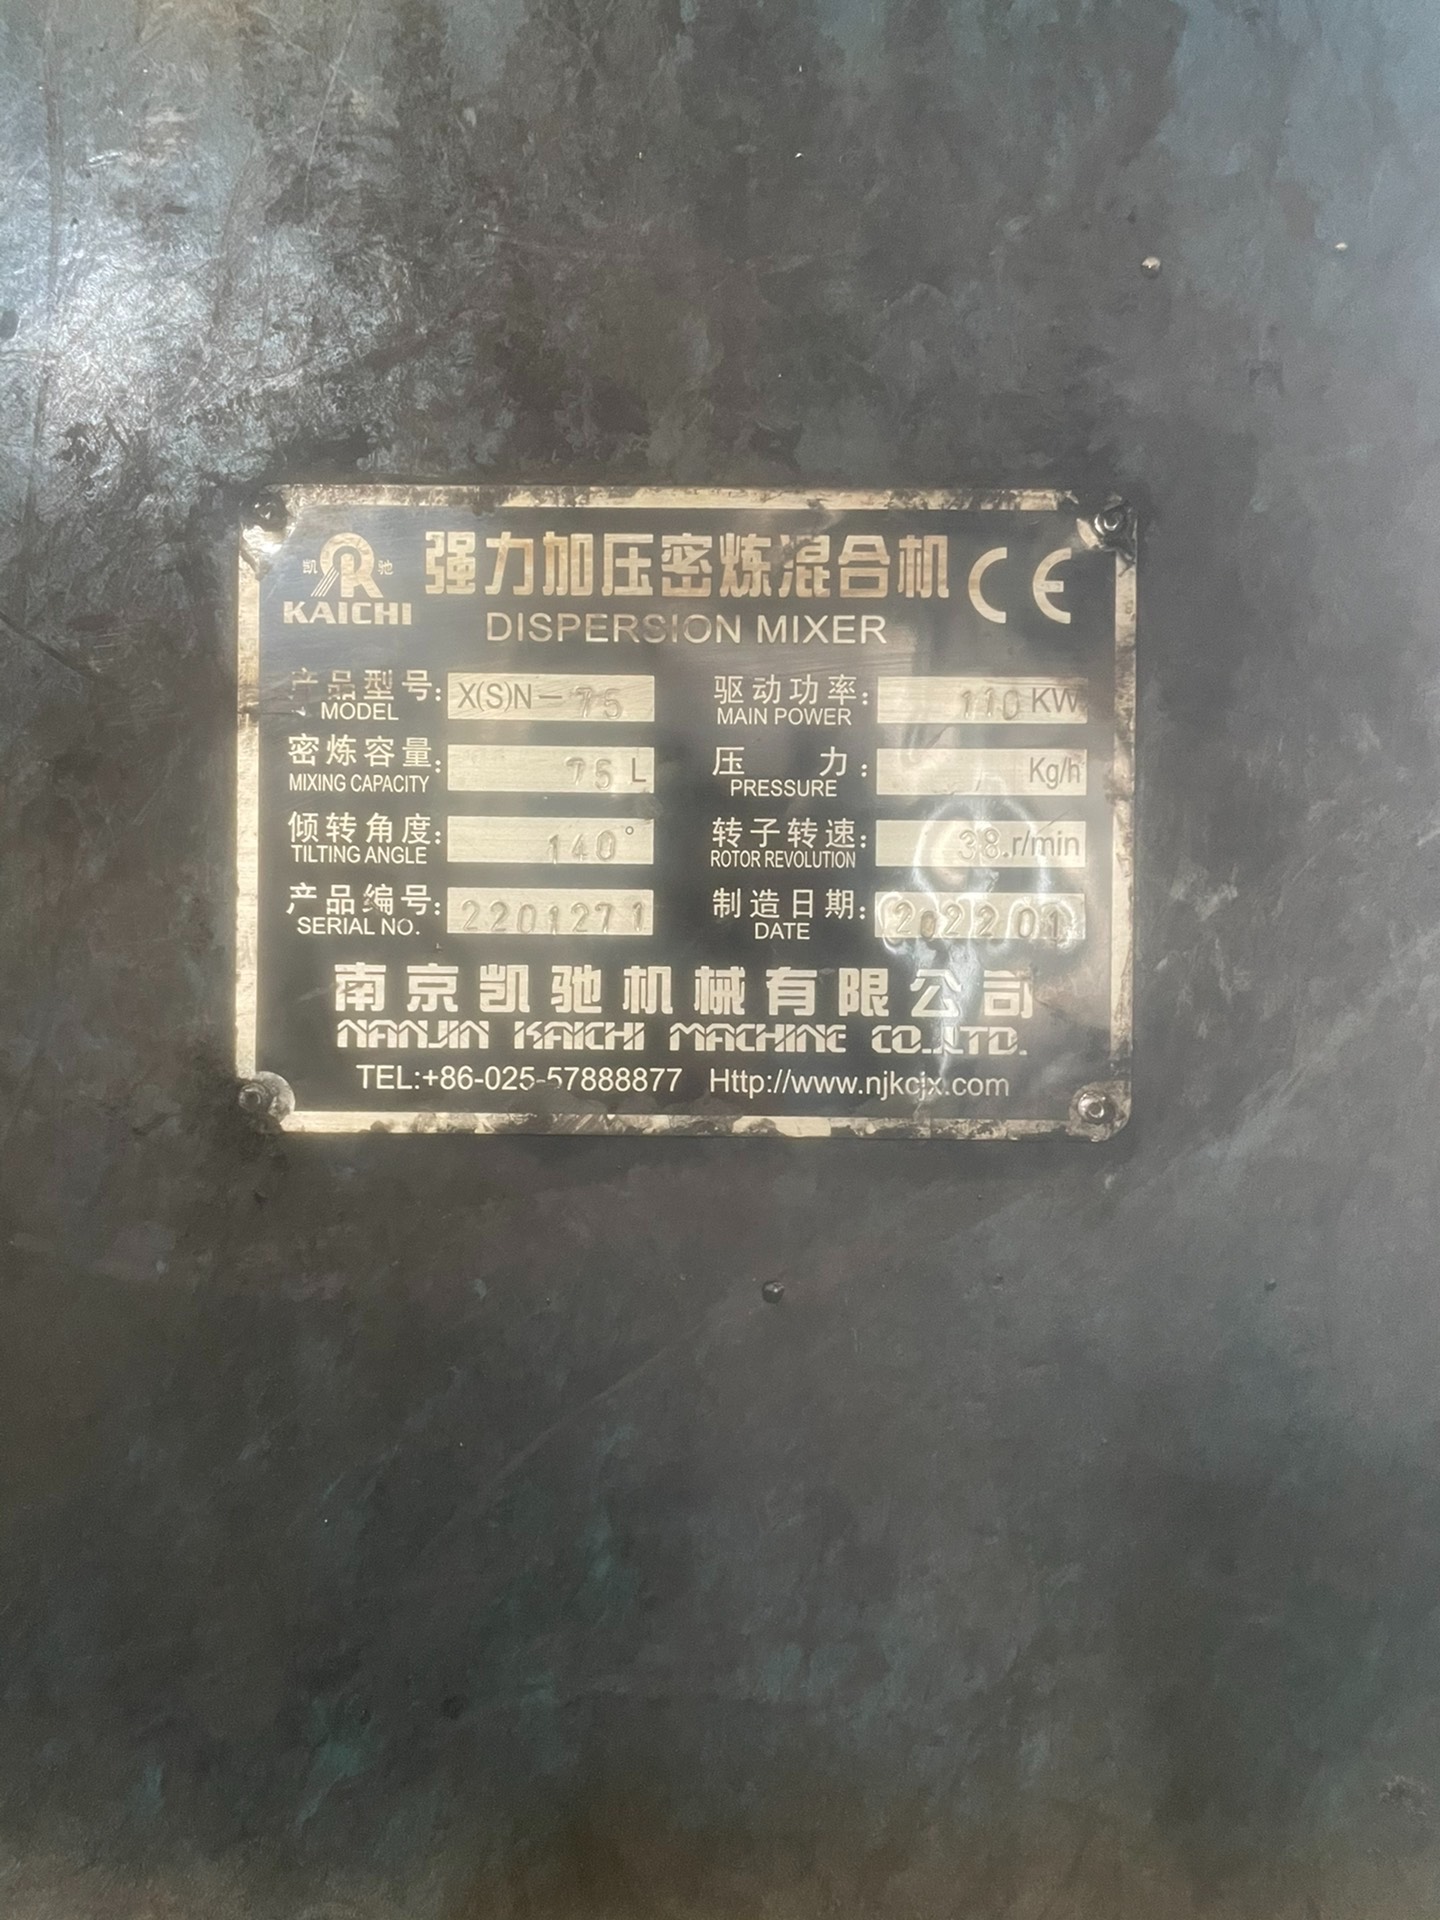 凯 R 驰 强力加压密炼混合机 CE
KAICHI DISPERSION MIXER
产品型号: X(S)N-75 驱动功率: 110 KW
MODEL MAIN POWER
密炼容量: 75 L 压力: Kg/h
MIXING CAPACITY PRESSURE
倾转角度: 140° 转子转速: 38.r/min
TILTING ANGLE ROTOR REVOLUTION
产品编号: 2201271 制造日期: 202201
SERIAL NO. DATE
南京凯驰机械有限公司
NANJIN KAICHI MACHINE CO.,LTD.
TEL:+86-025-57888877 Http://www.njkcjx.com